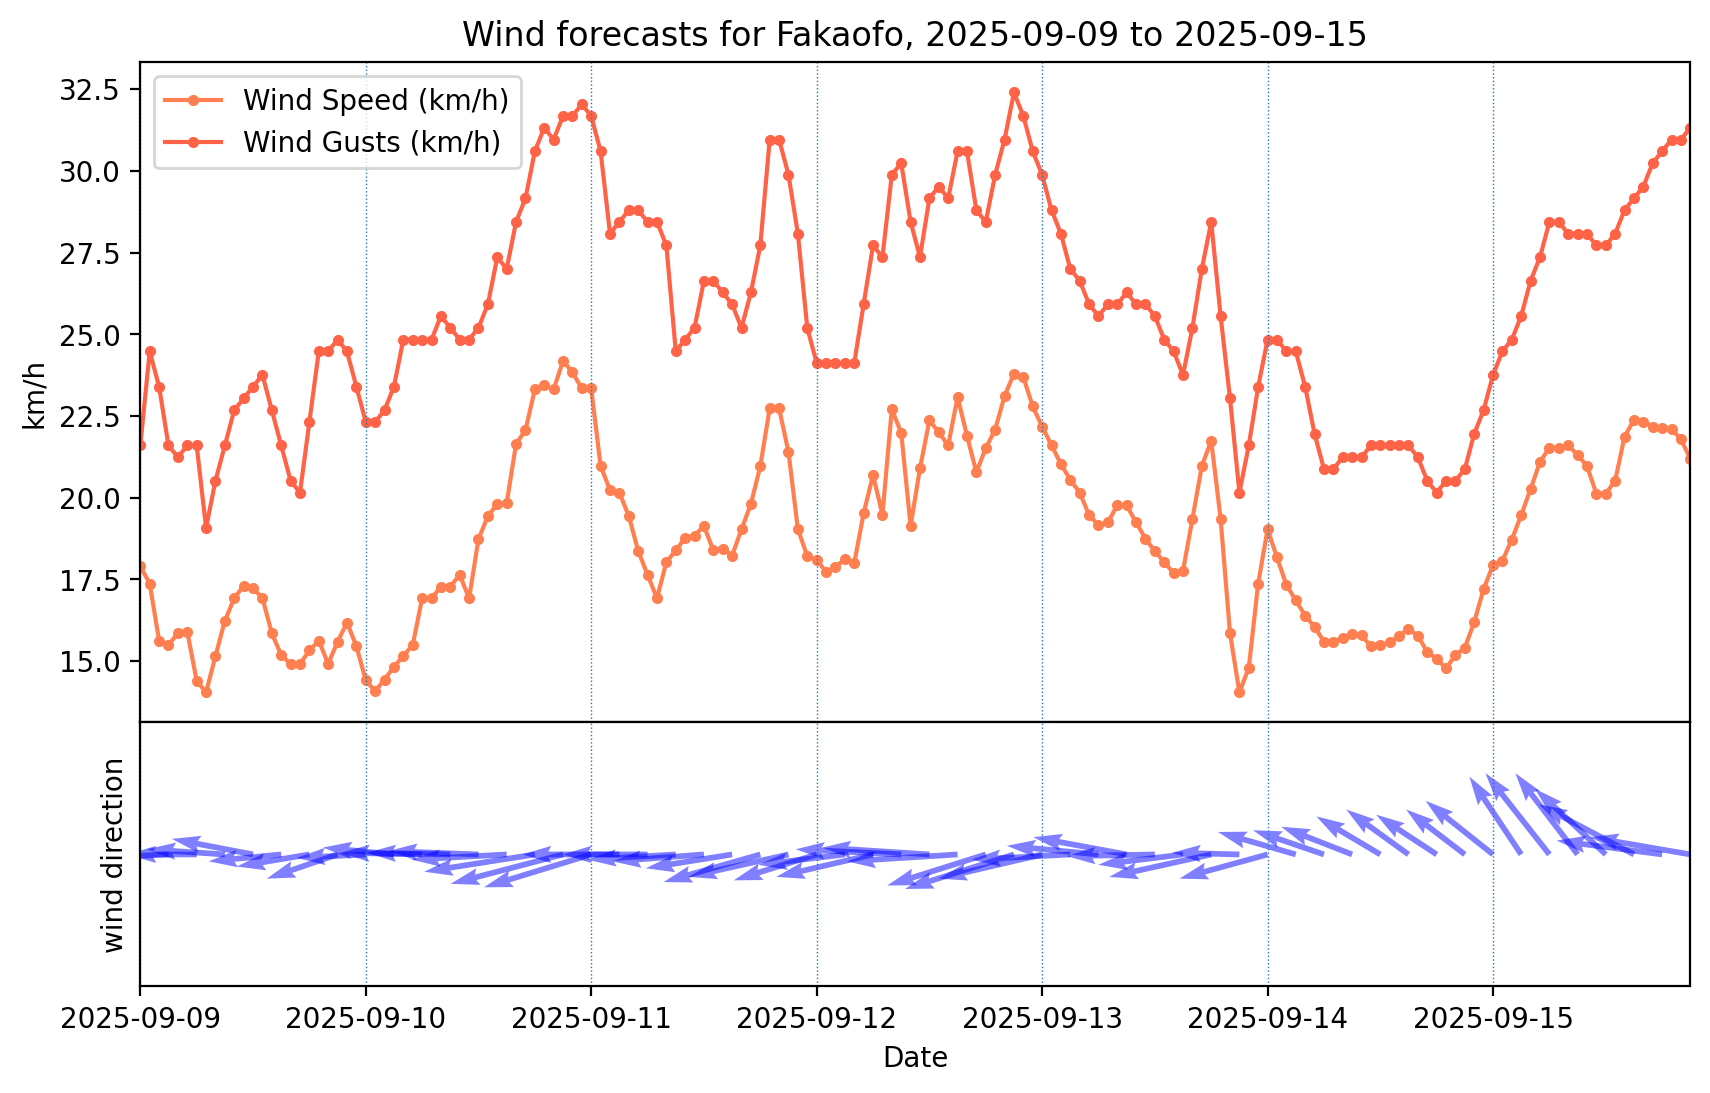 Wind forecasts for Fakaofo, 2025-09-09 to 2025-09-15
Wind Speed (km/h)
Wind Gusts (km/h)
km/h
32.5
30.0
27.5
25.0
22.5
20.0
17.5
15.0
wind direction
2025-09-09 2025-09-10 2025-09-11 2025-09-12 2025-09-13 2025-09-14 2025-09-15
Date